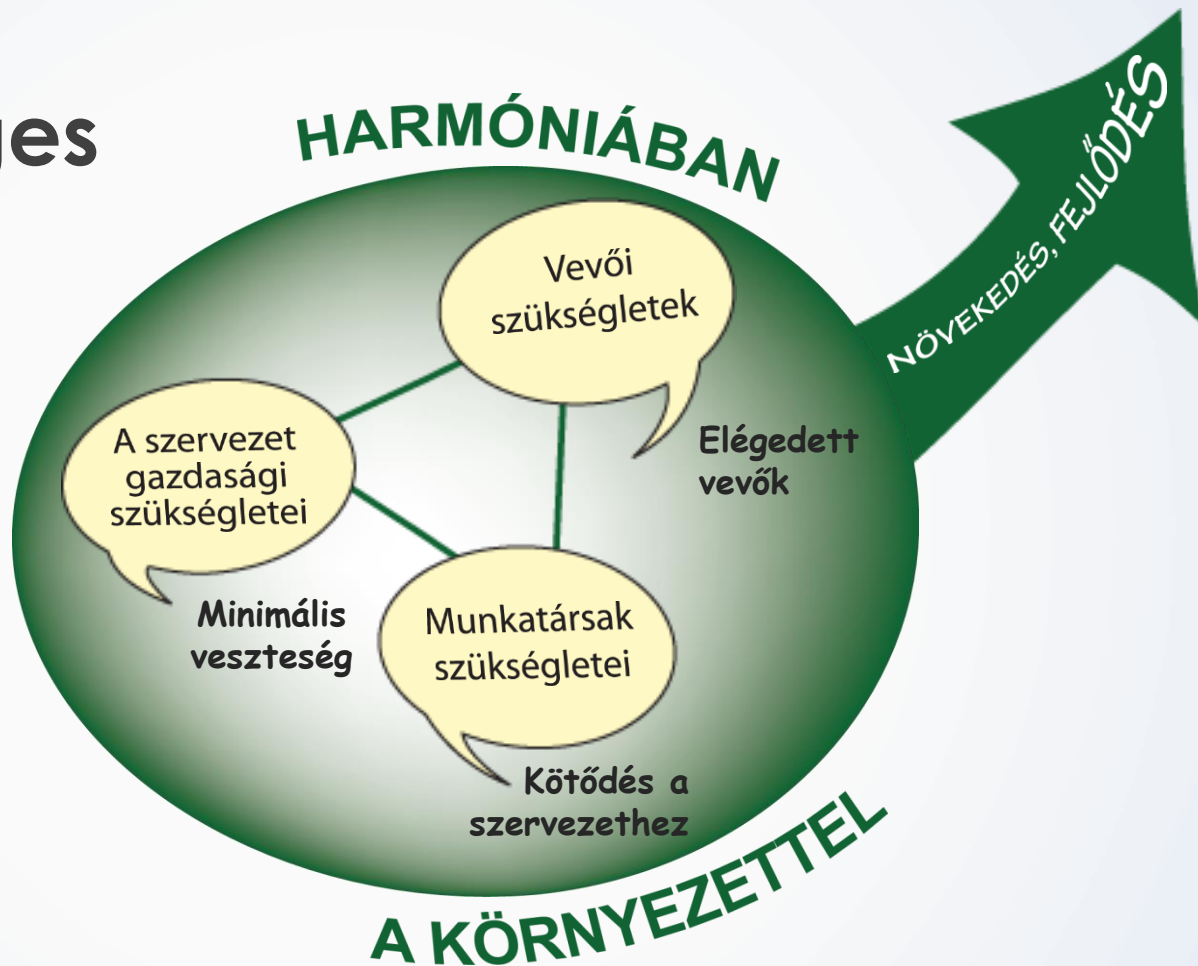 ges
HARMÓNIÁBAN
NÖVEKEDÉS, FEJLŐDÉS
Vevői
szükségletek
Elégedett
vevők
A szervezet
gazdasági
szükségletei
Minimális
veszteség
Munkatársak
szükségletei
Kötődés a
szervezethez
A KÖRNYEZETTEL